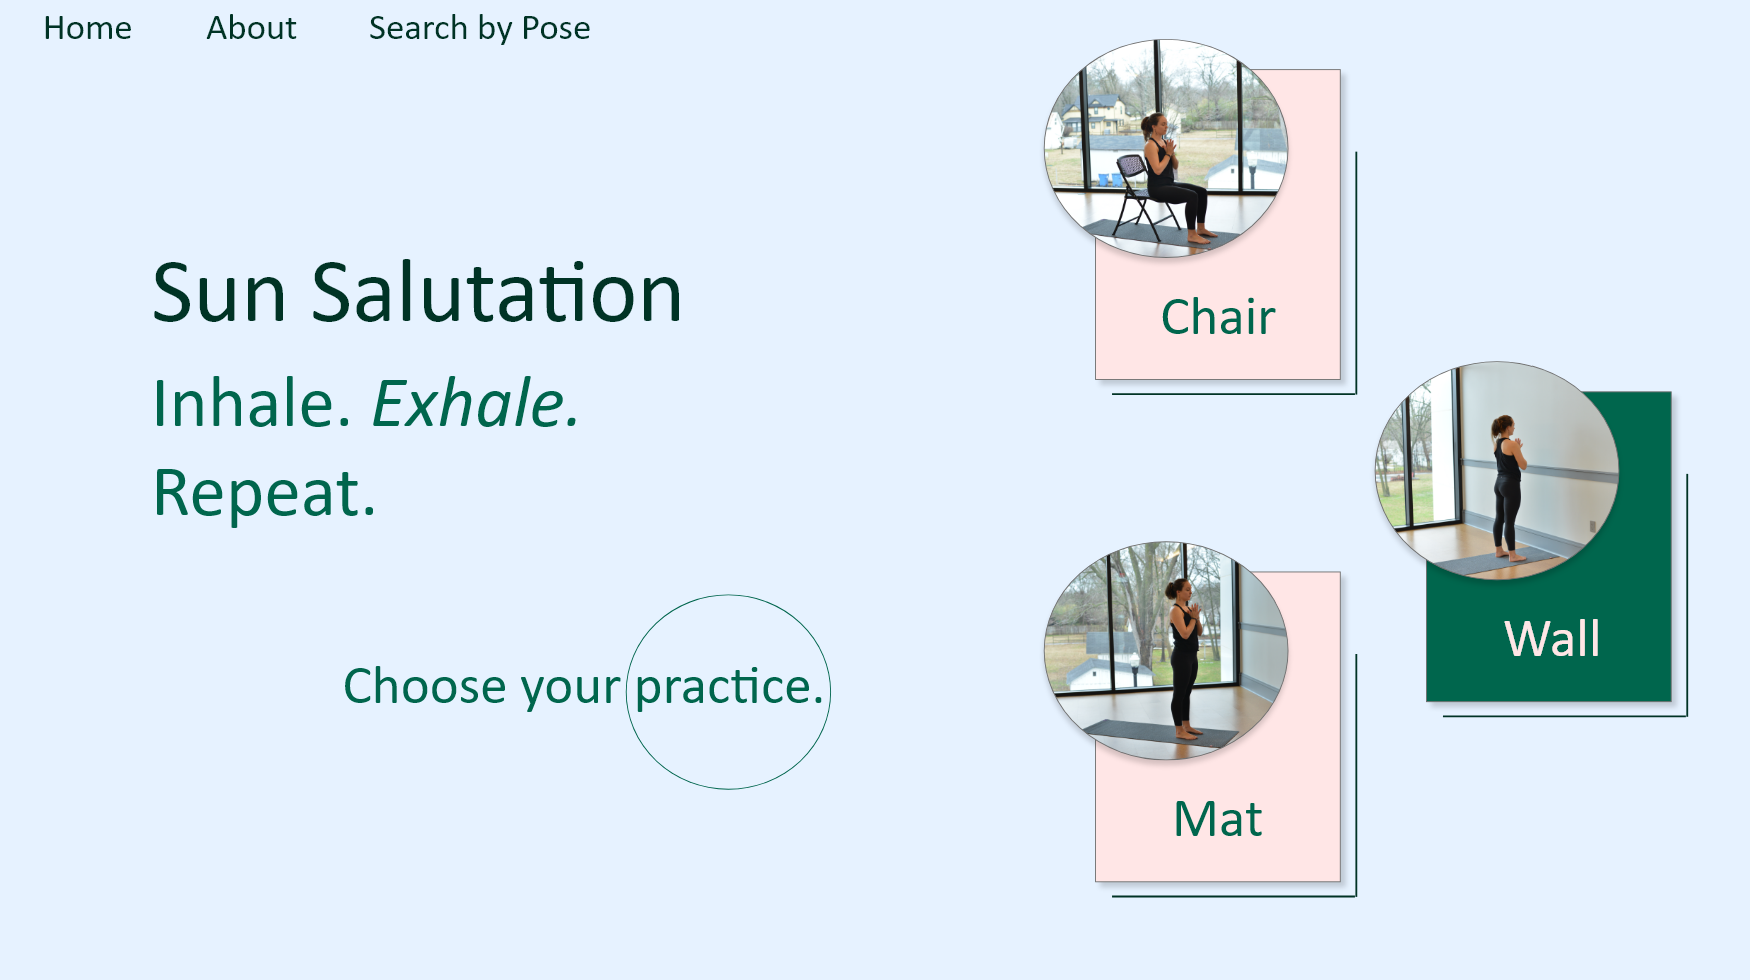 Home About Search by Pose
Sun Salutation
Inhale. Exhale.
Repeat.
Choose your practice.
Chair
Wall
Mat